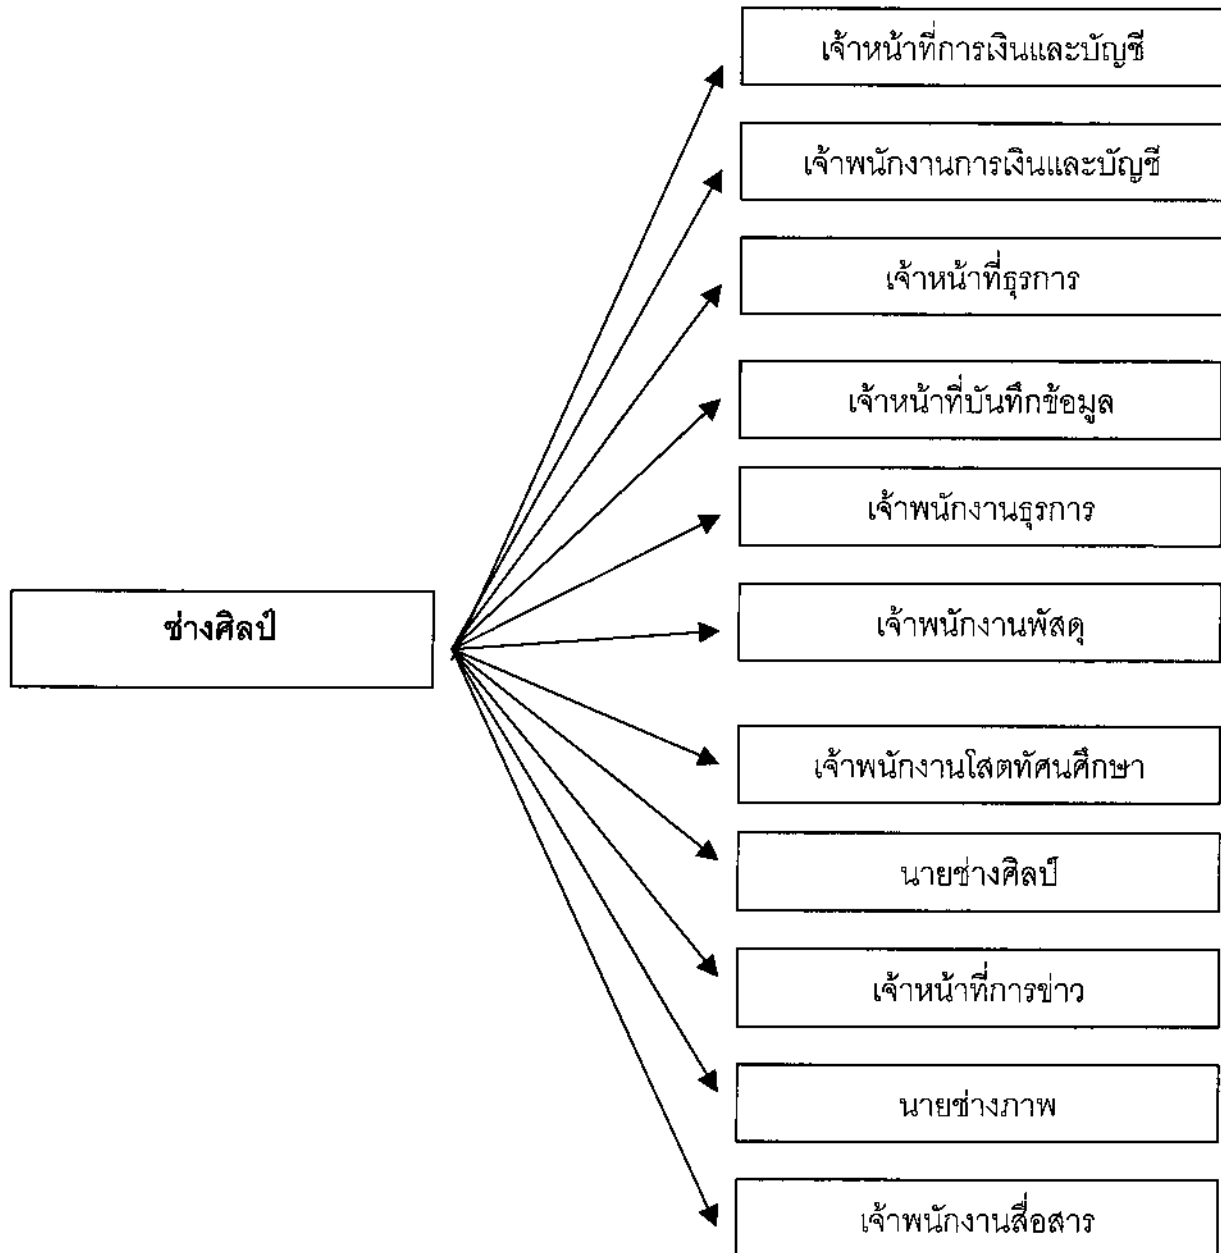 เจ้าหน้าที่การเงินและบัญชี
เจ้าพนักงานการเงินและบัญชี
เจ้าหน้าที่ธุรการ
เจ้าหน้าที่บันทึกข้อมูล
เจ้าพนักงานธุรการ
ช่างศิลป์
เจ้าพนักงานพัสดุ
เจ้าพนักงานโสตทัศนศึกษา
นายช่างศิลป์
เจ้าหน้าที่การข่าว
นายช่างภาพ
เจ้าพนักงานสื่อสาร